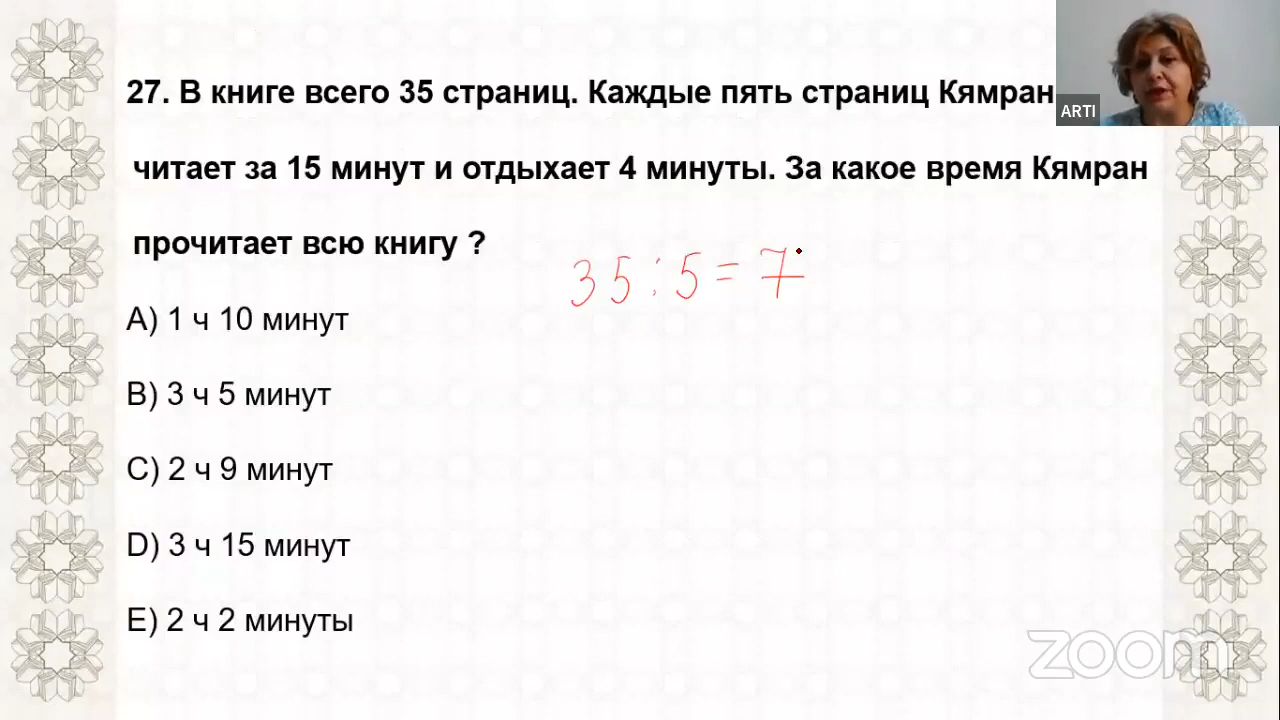 27. В книге всего 35 страниц. Каждые пять страниц Кямран
ARTI
читает за 15 минут и отдыхает 4 минуты. За какое время Кямран
прочитает всю книгу ?
35:5=7
A) 1 ч 10 минут
B) 3 ч 5 минут
C) 2 ч 9 минут
D) 3 ч 15 минут
E) 2 ч 2 минуты
zoom